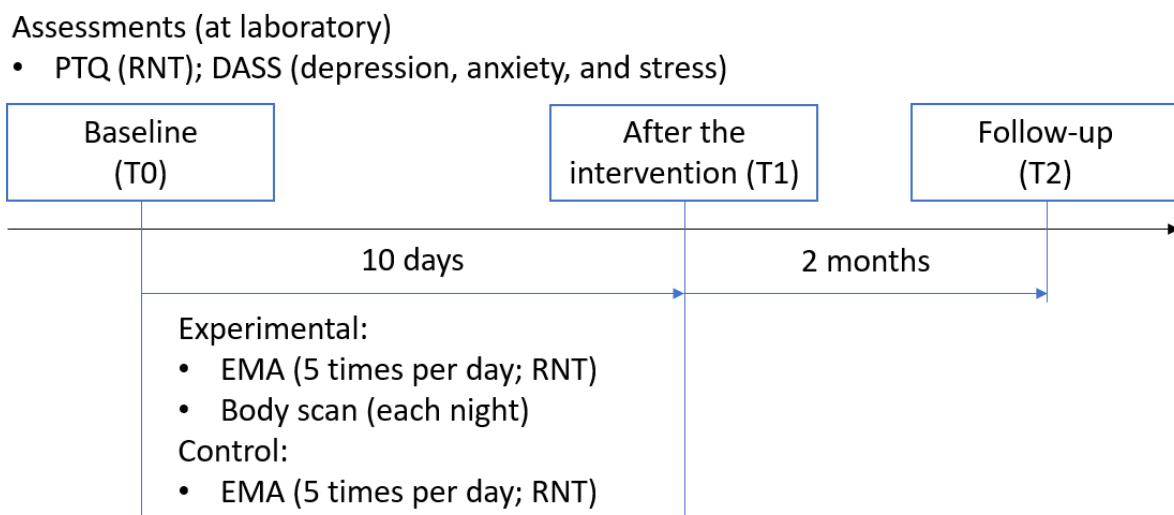 Assessments (at laboratory)
• PTQ (RNT); DASS (depression, anxiety, and stress)
Baseline
(T0)
After the
intervention (T1)
Follow-up
(T2)
10 days
2 months
Experimental:
• EMA (5 times per day; RNT)
• Body scan (each night)
Control:
• EMA (5 times per day; RNT)